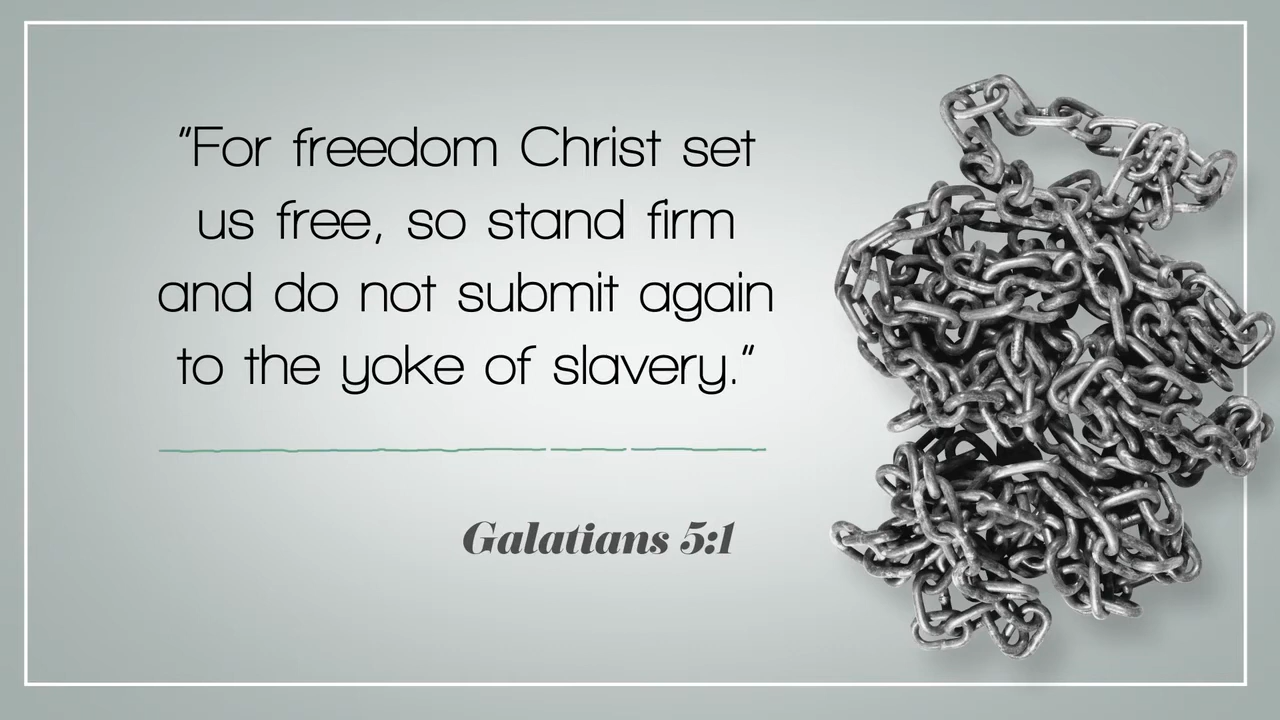 "For freedom Christ set
us free, so stand firm
and do not submit again
to the yoke of slavery."
Galatians 5:1